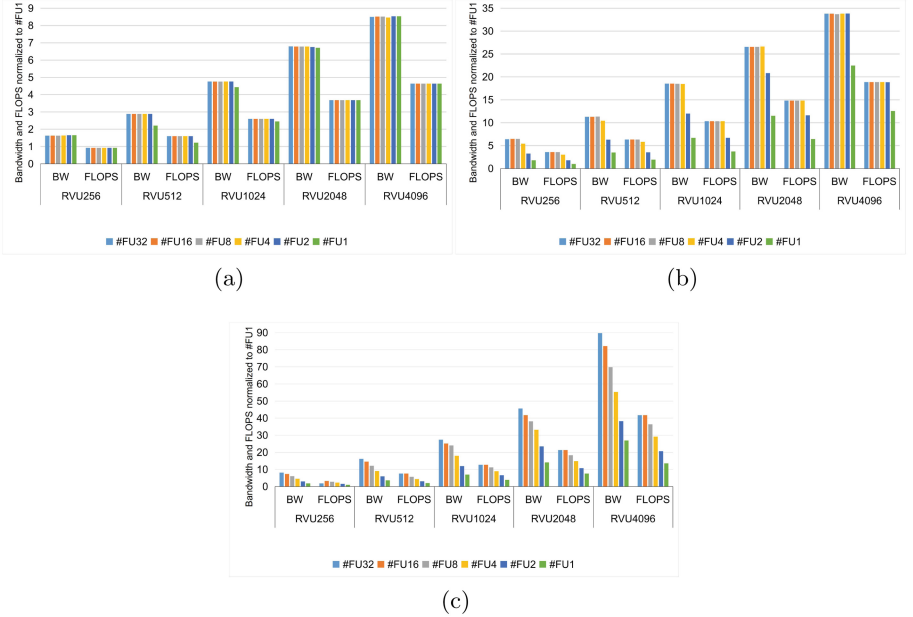 Bandwidth and FLOPS normalized to #FU1
9
8
7
6
5
4
3
2
1
0
BW FLOPS BW FLOPS BW FLOPS BW FLOPS BW FLOPS
RVU256 RVU512 RVU1024 RVU2048 RVU4096
#FU32 #FU16 #FU8 #FU4 #FU2 #FU1
(a)
Bandwidth and FLOPS normalized to #FU1
35
30
25
20
15
10
5
0
BW FLOPS BW FLOPS BW FLOPS BW FLOPS BW FLOPS
RVU256 RVU512 RVU1024 RVU2048 RVU4096
#FU32 #FU16 #FU8 #FU4 #FU2 #FU1
(b)
Bandwidth and FLOPS normalized to #FU1
90
80
70
60
50
40
30
20
10
0
BW FLOPS BW FLOPS BW FLOPS BW FLOPS BW FLOPS
RVU256 RVU512 RVU1024 RVU2048 RVU4096
#FU32 #FU16 #FU8 #FU4 #FU2 #FU1
(c)